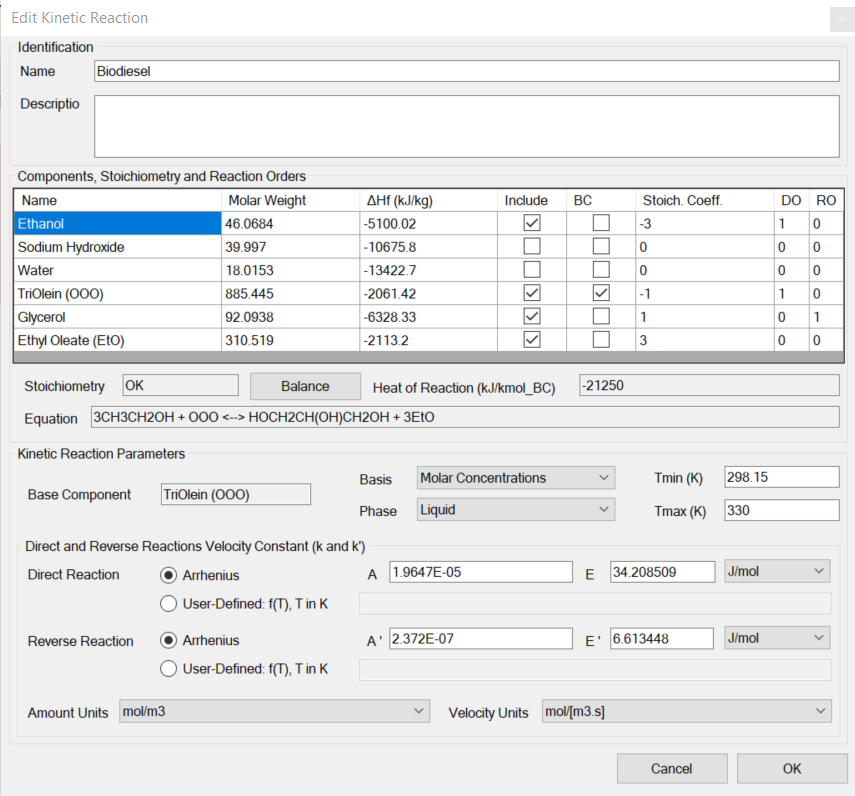 Edit Kinetic Reaction
Identification
Name Biodiesel
Descriptio
Components, Stoichiometry and Reaction Orders
Name Molar Weight ΔHf (kJ/kg) Include BC Stoich. Coeff. DO RO
Ethanol 46.0684 -5100.02 -3 1 0
Sodium Hydroxide 39.997 -10675.8 0 0 0
Water 18.0153 -13422.7 0 0 0
TriOlein (OOO) 885.445 -2061.42 -1 1 0
Glycerol 92.0938 -6328.33 1 0 1
Ethyl Oleate (EtO) 310.519 -2113.2 3 0 0
Stoichiometry OK Balance Heat of Reaction (kJ/kmol_BC) -21250
Equation 3CH3CH2OH + OOO <--> HOCH2CH(OH)CH2OH + 3EtO
Kinetic Reaction Parameters
Base Component TriOlein (OOO)
Basis Molar Concentrations Tmin (K) 298.15
Phase Liquid Tmax (K) 330
Direct and Reverse Reactions Velocity Constant (k and k')
Direct Reaction Arrhenius A 1.9647E-05 E 34.208509 J/mol
User-Defined: f(T), T in K
Reverse Reaction Arrhenius A ' 2.372E-07 E ' 6.613448 J/mol
User-Defined: f(T), T in K
Amount Units mol/m3 Velocity Units mol/[m3.s]
Cancel OK